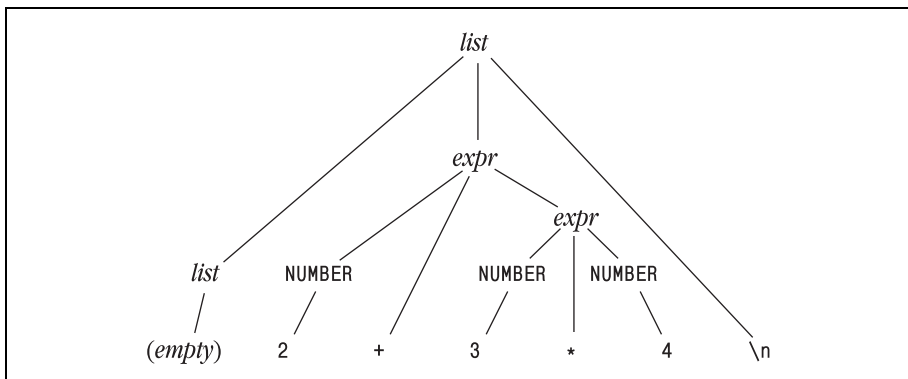 list
expr
expr
list NUMBER NUMBER NUMBER
(empty) 2 + 3 * 4 \n